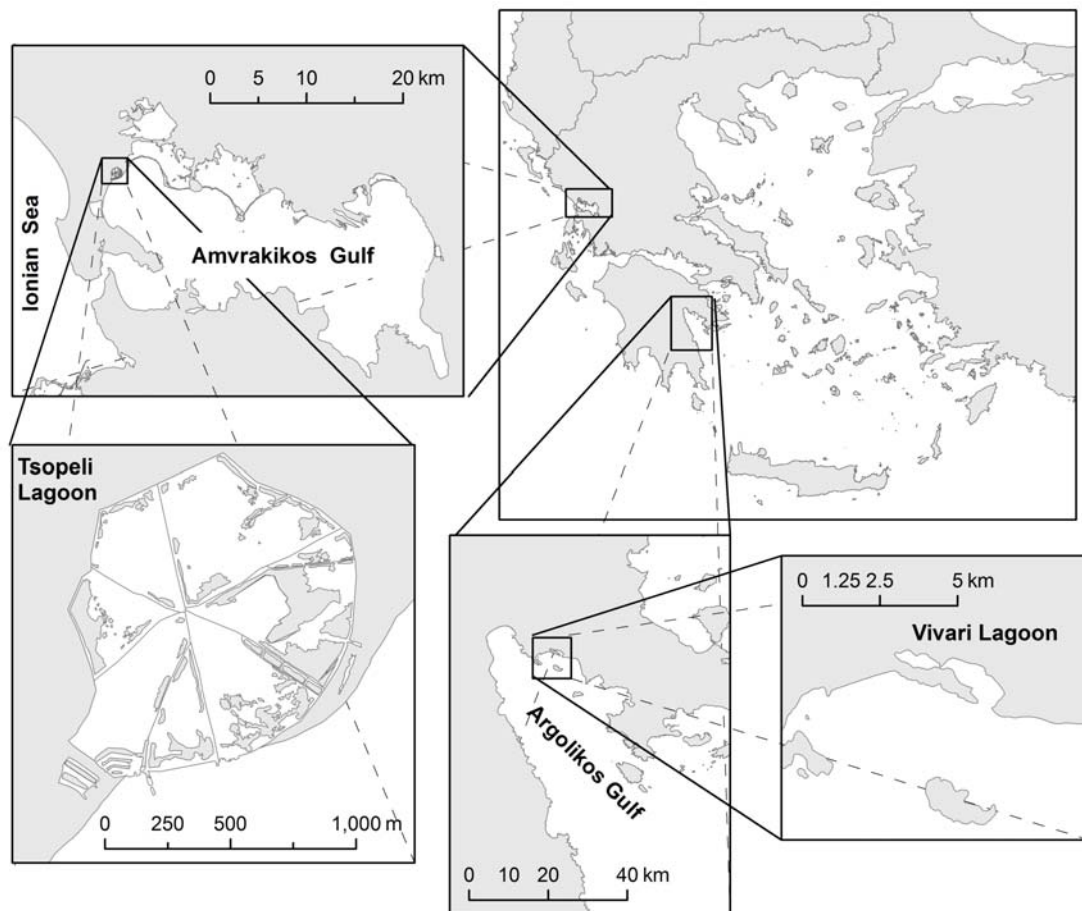 0 5 10 20 km
Ionian Sea
Amvrakikos Gulf
Tsopeli
Lagoon
0 250 500 1,000 m
Argolikos Gulf
0 10 20 40 km
0 1.25 2.5 5 km
Vivari Lagoon